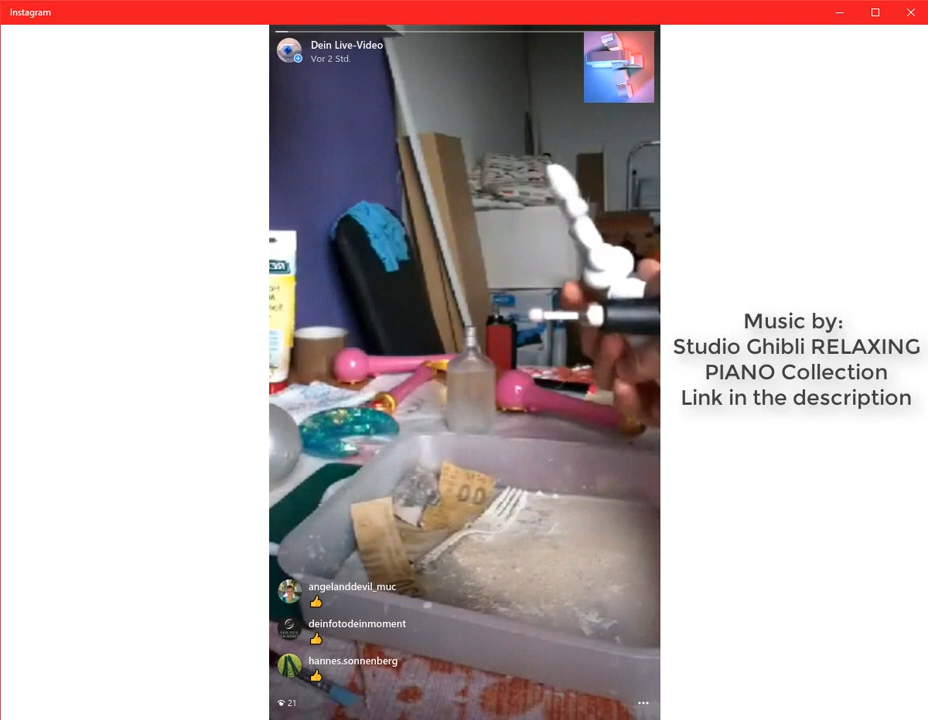 Instagram
Dein Live-Video
Vor 2 Std.
Music by:
Studio Ghibli RELAXING
PIANO Collection
Link in the description
00
angelanddevil_muc
👍
deinfotodeinmoment
👍
hannes.sonnenberg
👍
21